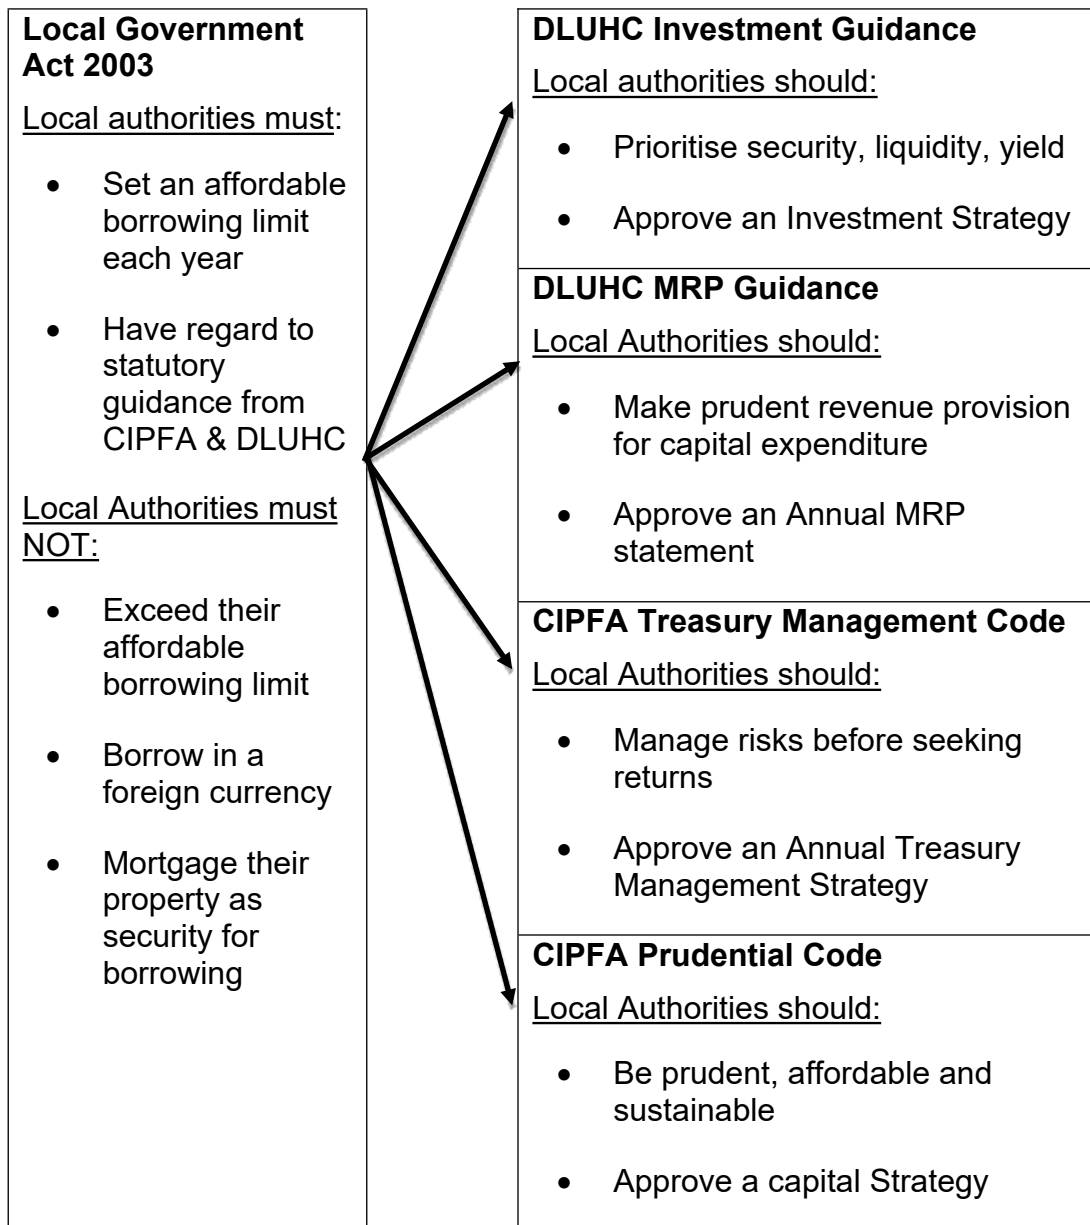 Local Government
Act 2003
Local authorities must:
• Set an affordable
borrowing limit
each year
• Have regard to
statutory
guidance from
CIPFA & DLUHC
Local Authorities must
NOT:
• Exceed their
affordable
borrowing limit
• Borrow in a
foreign currency
• Mortgage their
property as
security for
borrowing
DLUHC Investment Guidance
Local authorities should:
• Prioritise security, liquidity, yield
• Approve an Investment Strategy
DLUHC MRP Guidance
Local Authorities should:
• Make prudent revenue provision
for capital expenditure
• Approve an Annual MRP
statement
CIPFA Treasury Management Code
Local Authorities should:
• Manage risks before seeking
returns
• Approve an Annual Treasury
Management Strategy
CIPFA Prudential Code
Local Authorities should:
• Be prudent, affordable and
sustainable
• Approve a capital Strategy